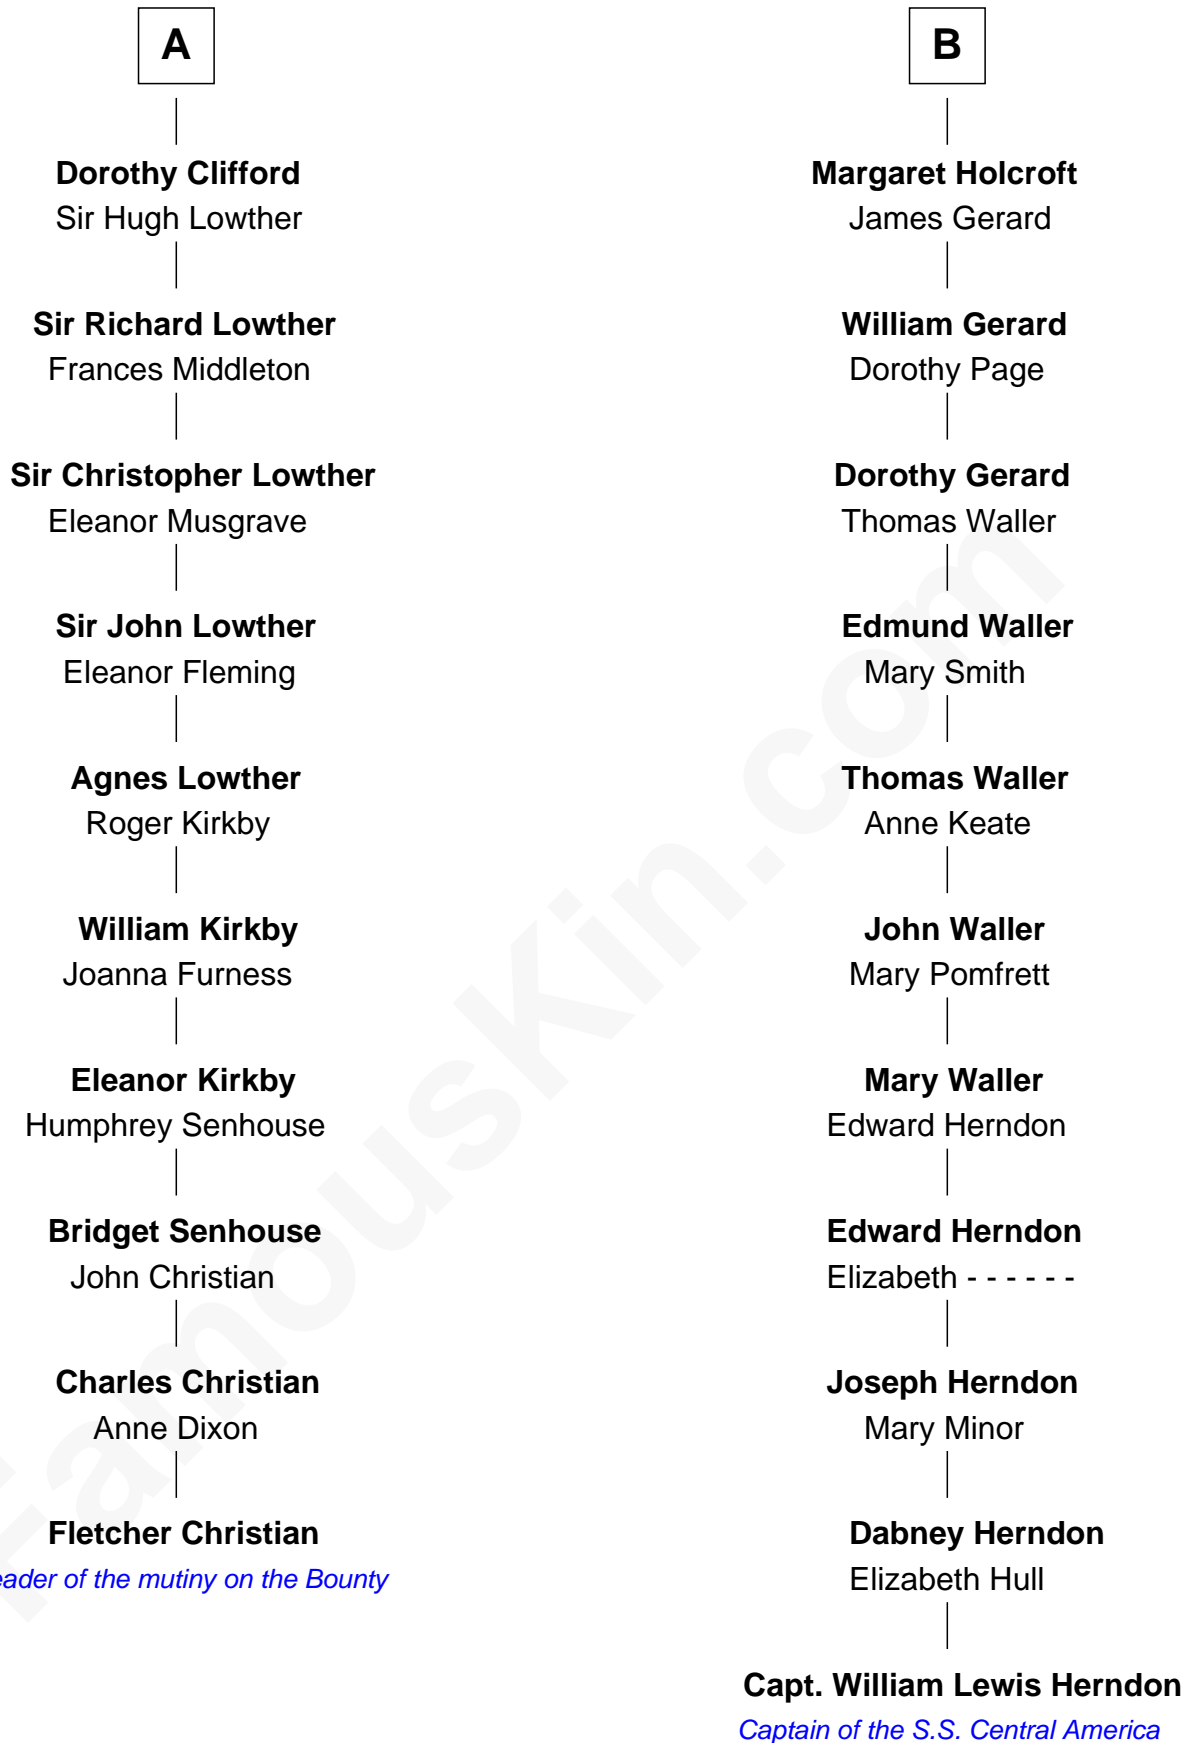 A
Dorothy Clifford
Sir Hugh Lowther
Sir Richard Lowther
Frances Middleton
Sir Christopher Lowther
Eleanor Musgrave
Sir John Lowther
Eleanor Fleming
Agnes Lowther
Roger Kirkby
William Kirkby
Joanna Furness
Eleanor Kirkby
Humphrey Senhouse
Bridget Senhouse
John Christian
Charles Christian
Anne Dixon
Fletcher Christian
eader of the mutiny on the Bounty
B
Margaret Holcroft
James Gerard
William Gerard
Dorothy Page
Dorothy Gerard
Thomas Waller
Edmund Waller
Mary Smith
Thomas Waller
Anne Keate
John Waller
Mary Pomfrett
Mary Waller
Edward Herndon
Edward Herndon
Elizabeth - - - - - -
Joseph Herndon
Mary Minor
Dabney Herndon
Elizabeth Hull
Capt. William Lewis Herndon
Captain of the S.S. Central America
FamousKin.com